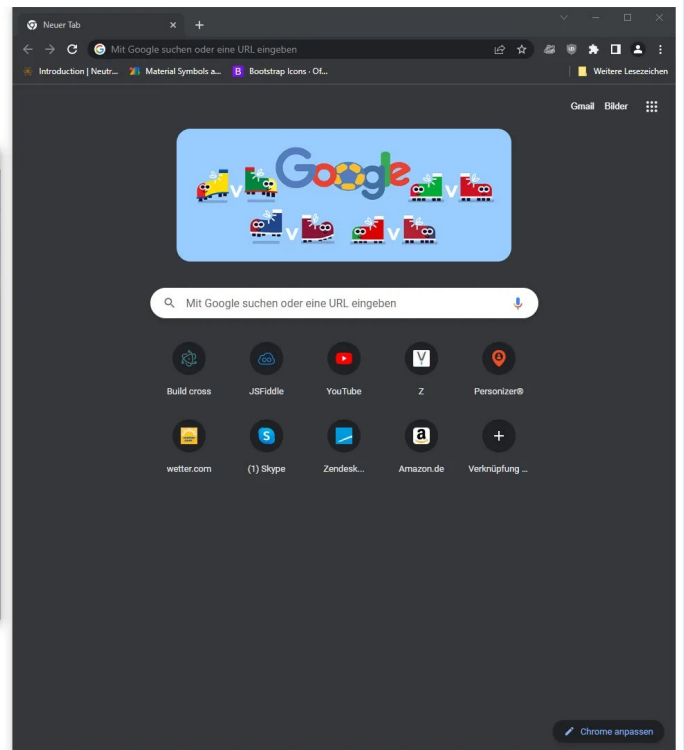 Neuer Tab
Mit Google suchen oder eine URL eingeben
Introduction | Neutr... Material Symbols a... B Bootstrap Icons · Of... Weitere Lesezeichen
Gmail Bilder
Google
v v
v v
Mit Google suchen oder eine URL eingeben
Build cross JSFiddle YouTube Z Personizer®
wetter.com (1) Skype Zendesk... Amazon.de Verknüpfung ...
Chrome anpassen